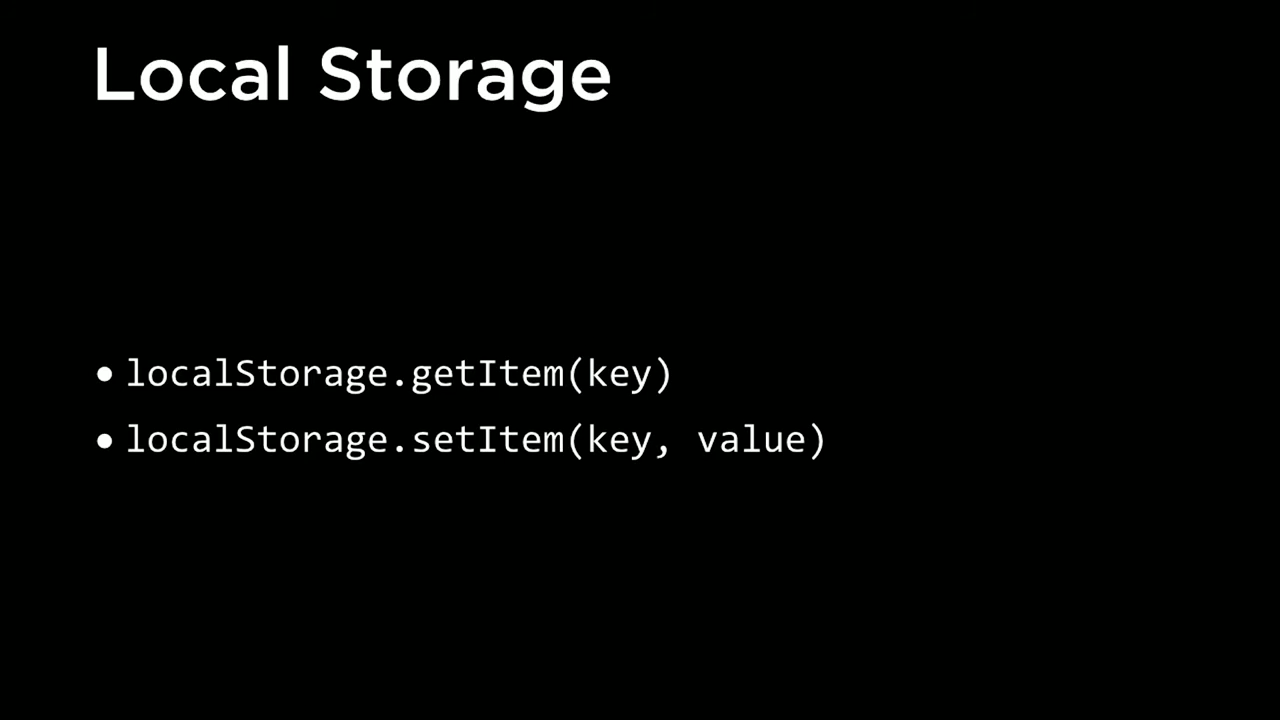 Local Storage
• localStorage.getItem(key)
• localStorage.setItem(key, value)